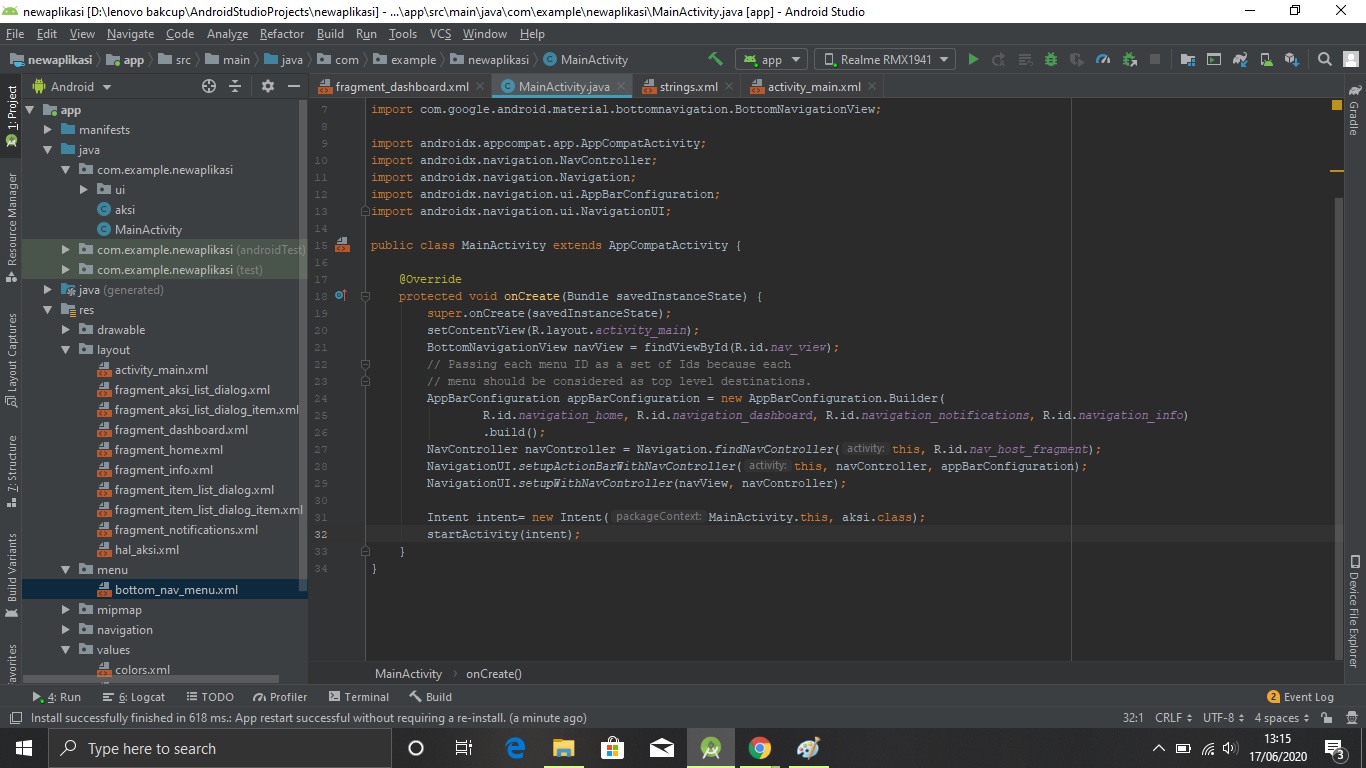 newaplikasi [D:\lenovo bakcup\AndroidStudioProjects\newaplikasi] - ...\app\src\main\java\com\example\newaplikasi\MainActivity.java [app] - Android Studio
File Edit View Navigate Code Analyze Refactor Build Run Tools VCS Window Help
newaplikasi app src main java com example newaplikasi MainActivity app Realme RMX1941
Android
fragment_dashboard.xml MainActivity.java strings.xml activity_main.xml
1: Project
Resource Manager
Layout Captures
7: Structure
Build Variants
avorites
app
manifests
java
com.example.newaplikasi
ui
aksi
MainActivity
com.example.newaplikasi (androidTest)
com.example.newaplikasi (test)
java (generated)
res
drawable
layout
activity_main.xml
fragment_aksi_list_dialog.xml
fragment_aksi_list_dialog_item.xml
fragment_dashboard.xml
fragment_home.xml
fragment_info.xml
fragment_item_list_dialog.xml
fragment_item_list_dialog_item.xml
fragment_notifications.xml
hal_aksi.xml
menu
bottom_nav_menu.xml
mipmap
navigation
values
colors.xml
7 import com.google.android.material.bottomnavigation.BottomNavigationView;
8
9 import androidx.appcompat.app.AppCompatActivity;
10 import androidx.navigation.NavController;
11 import androidx.navigation.Navigation;
12 import androidx.navigation.ui.AppBarConfiguration;
13 import androidx.navigation.ui.NavigationUI;
14
15 public class MainActivity extends AppCompatActivity {
16
17 @Override
18 protected void onCreate(Bundle savedInstanceState) {
19 super.onCreate(savedInstanceState);
20 setContentView(R.layout.activity_main);
21 BottomNavigationView navView = findViewById(R.id.nav_view);
22 // Passing each menu ID as a set of Ids because each
23 // menu should be considered as top level destinations.
24 AppBarConfiguration appBarConfiguration = new AppBarConfiguration.Builder(
25 R.id.navigation_home, R.id.navigation_dashboard, R.id.navigation_notifications, R.id.navigation_info)
26 .build();
27 NavController navController = Navigation.findNavController( activity: this, R.id.nav_host_fragment);
28 NavigationUI.setupActionBarWithNavController( activity: this, navController, appBarConfiguration);
29 NavigationUI.setupWithNavController(navView, navController);
30
31 Intent intent= new Intent( packageContext: MainActivity.this, aksi.class);
32 startActivity(intent);
33 }
34 }
Gradle
Device File Explorer
MainActivity onCreate()
4: Run 6: Logcat TODO Profiler Terminal Build 2 Event Log
Install successfully finished in 618 ms.: App restart successful without requiring a re-install. (a minute ago) 32:1 CRLF UTF-8 4 spaces
Type here to search
13:15
17/06/2020
3